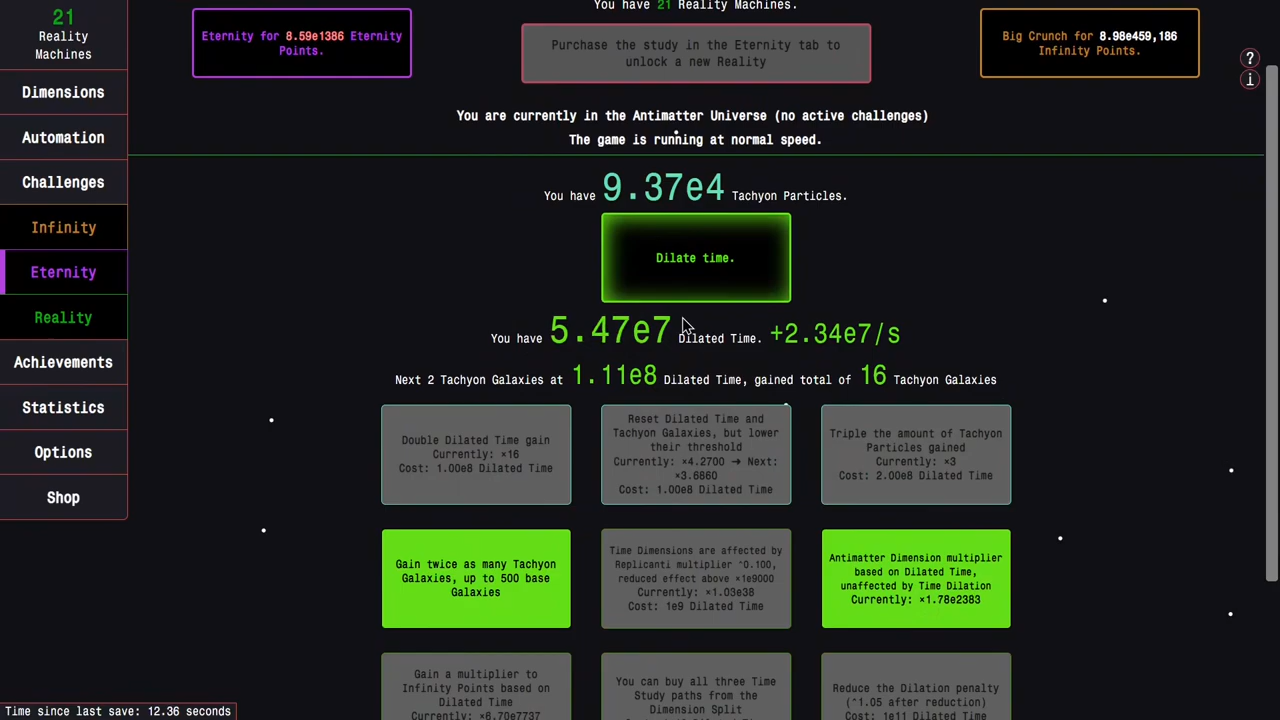 21
Reality
Machines
Dimensions
Automation
Challenges
Infinity
Eternity
Reality
Achievements
Statistics
Options
Shop
You have 21 Reality Machines.
Eternity for 8.59e1386 Eternity
Points.
Purchase the study in the Eternity tab to
unlock a new Reality
Big Crunch for 8.98e459,186
Infinity Points.
?
i
You are currently in the Antimatter Universe (no active challenges)
The game is running at normal speed.
You have 9.37e4 Tachyon Particles.
Dilate time.
You have 5.47e7 Dilated Time. +2.34e7/s
Next 2 Tachyon Galaxies at 1.11e8 Dilated Time, gained total of 16 Tachyon Galaxies
Double Dilated Time gain
Currently: ×16
Cost: 1.00e8 Dilated Time
Reset Dilated Time and
Tachyon Galaxies, but lower
their threshold
Currently: ×4.2700 ➜ Next:
×3.6860
Cost: 1.00e8 Dilated Time
Triple the amount of Tachyon
Particles gained
Currently: ×3
Cost: 2.00e8 Dilated Time
Gain twice as many Tachyon
Galaxies, up to 500 base
Galaxies
Time Dimensions are affected by
Replicanti multiplier ^0.100,
reduced effect above ×1e9000
Currently: ×1.03e38
Cost: 1e9 Dilated Time
Antimatter Dimension multiplier
based on Dilated Time,
unaffected by Time Dilation
Currently: ×1.78e2383
Gain a multiplier to
Infinity Points based on
Dilated Time
Currently: ×6.70e7737
You can buy all three Time
Study paths from the
Dimension Split
Reduce the Dilation penalty
(^1.05 after reduction)
Cost: 1e11 Dilated Time
Time since last save: 12.36 seconds